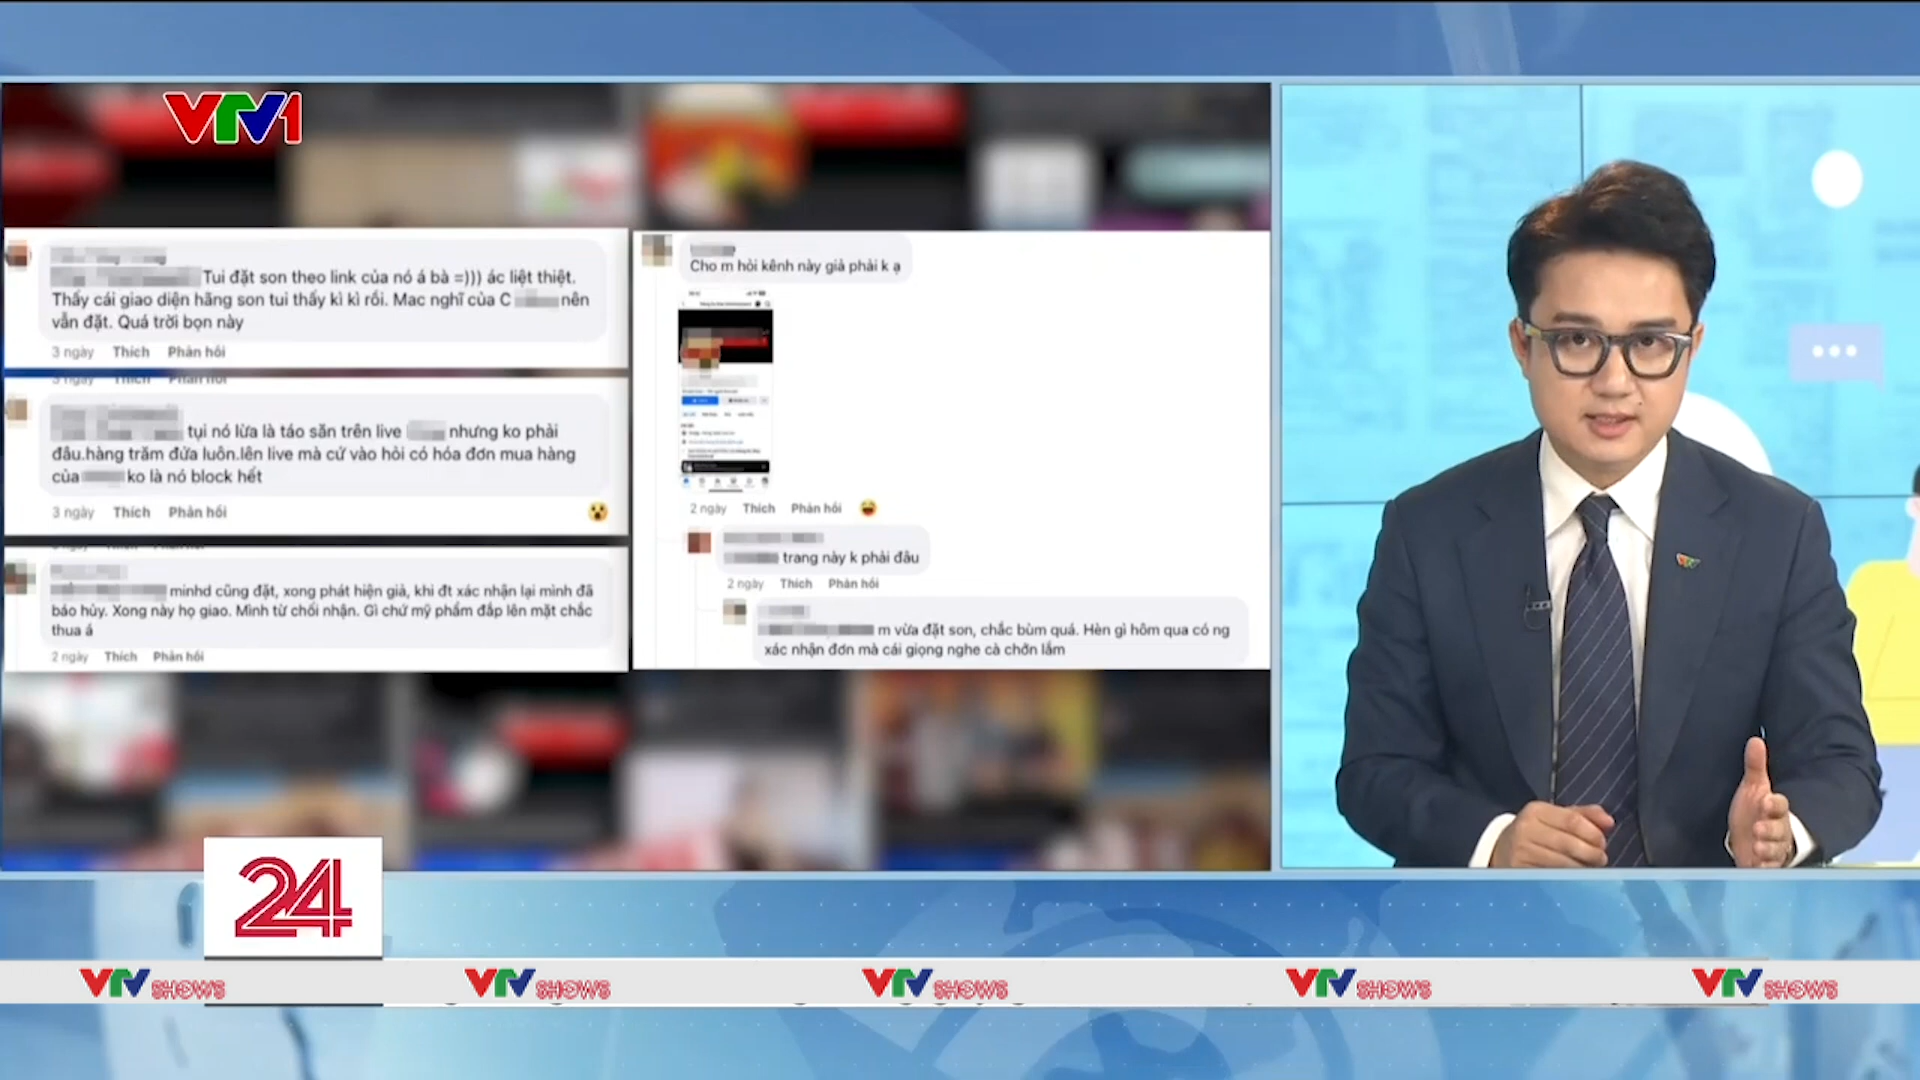 VTV1
Tui đặt son theo link của nó á bà =))) ác liệt thiệt.
Thấy cái giao diện hãng son tui thấy kì kì rồi. Mac nghĩ của C nên
vẫn đặt. Quá trời bọn này
3 ngày Thích Phản hồi
tụi nó lừa là táo săn trên live nhưng ko phải
đâu.hàng trăm đứa luôn.lên live mà cứ vào hỏi có hóa đơn mua hàng
của ko là nó block hết
3 ngày Thích Phản hồi
minhd cũng đặt, xong phát hiện giả, khi đt xác nhận lại mình đã
báo hủy. Xong này họ giao. Mình từ chối nhận. Gì chứ mỹ phẩm đắp lên mặt chắc
thua á
2 ngày Thích Phản hồi
Cho m hỏi kênh này giả phải k ạ
2 ngày Thích Phản hồi
trang này k phải đâu
2 ngày Thích Phản hồi
m vừa đặt son, chắc bùm quá. Hèn gì hôm qua có ng
xác nhận đơn mà cái giọng nghe cà chớn lắm
24
VTV SHOWS VTV SHOWS VTV SHOWS VTV SHOWS VTV SHOWS